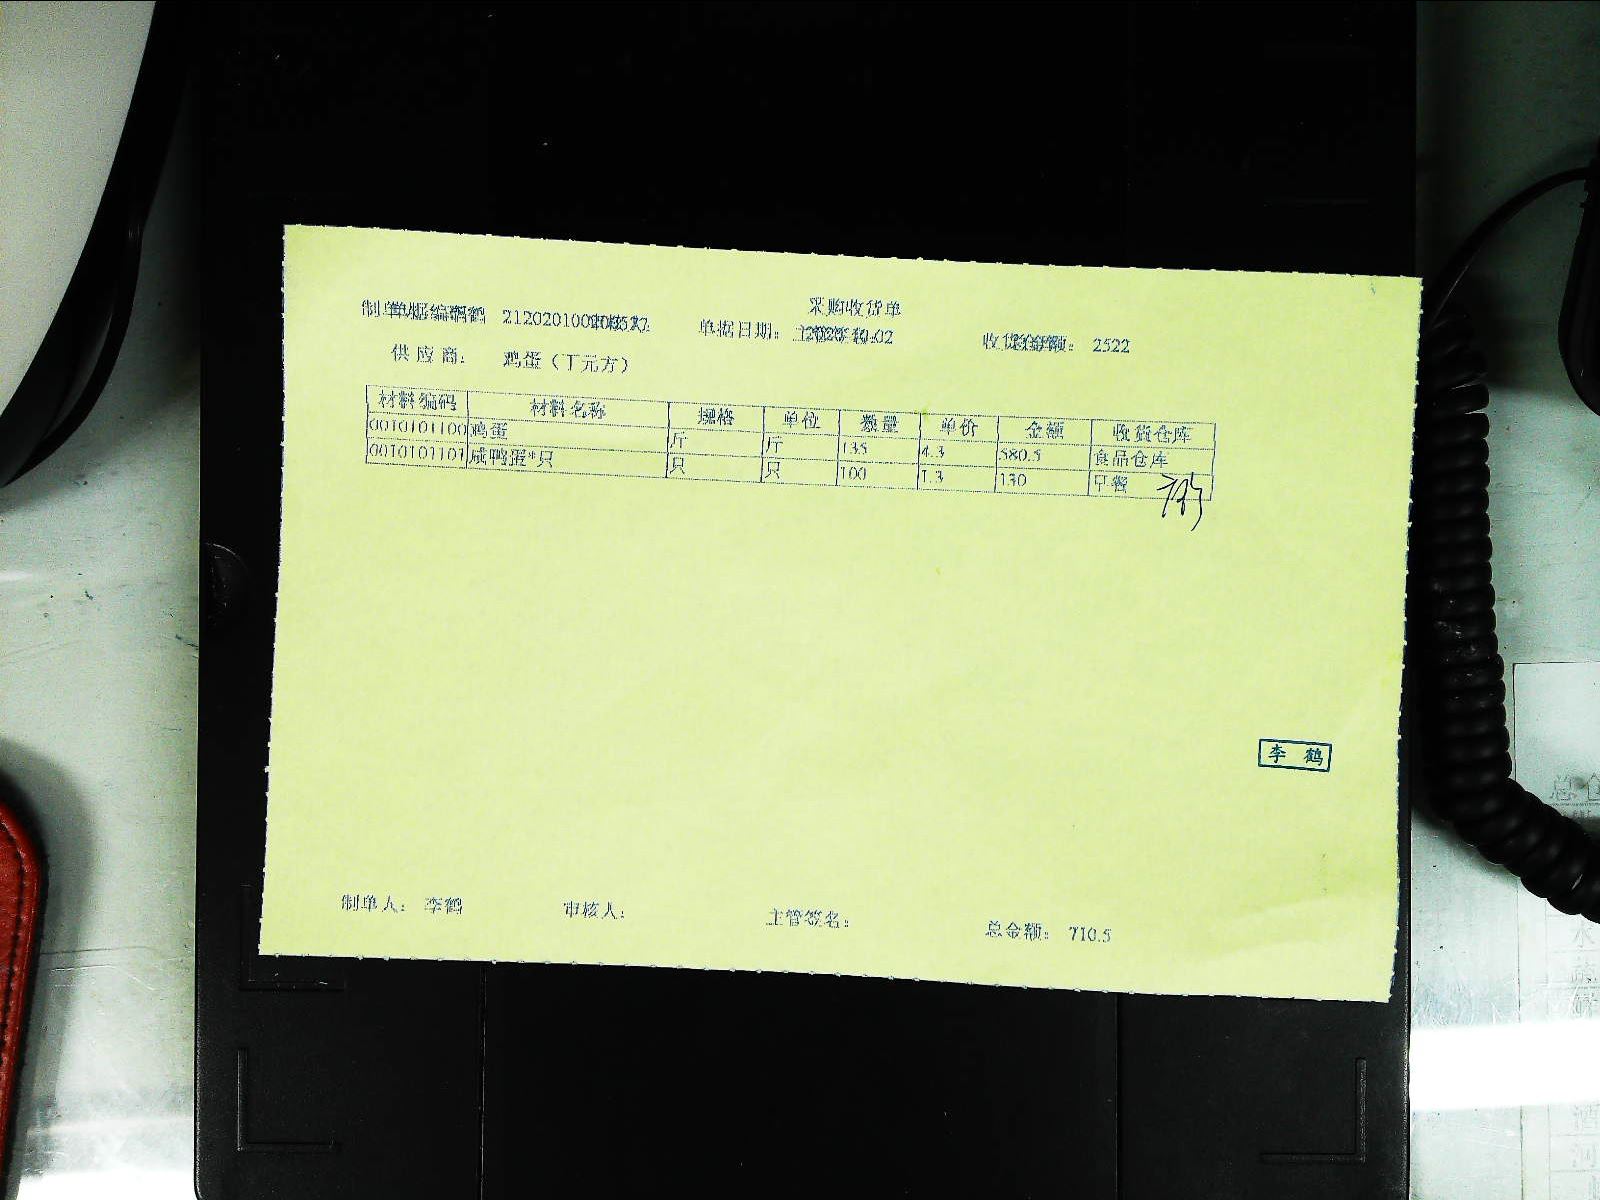 采购收货单
单据日期：
2522
供应商： 鸡蛋（丁元方）
材料编码 材料名称 规格 单位 数量 单价 金额 收货仓库
0010101100 鸡蛋 斤 斤 135 4.3 580.5 食品仓库
0010101101 咸鸭蛋*只 只 只 100 1.3 130 早餐
李 鹤
制单人： 李鹤 审核人： 主管签名： 总金额： 710.5